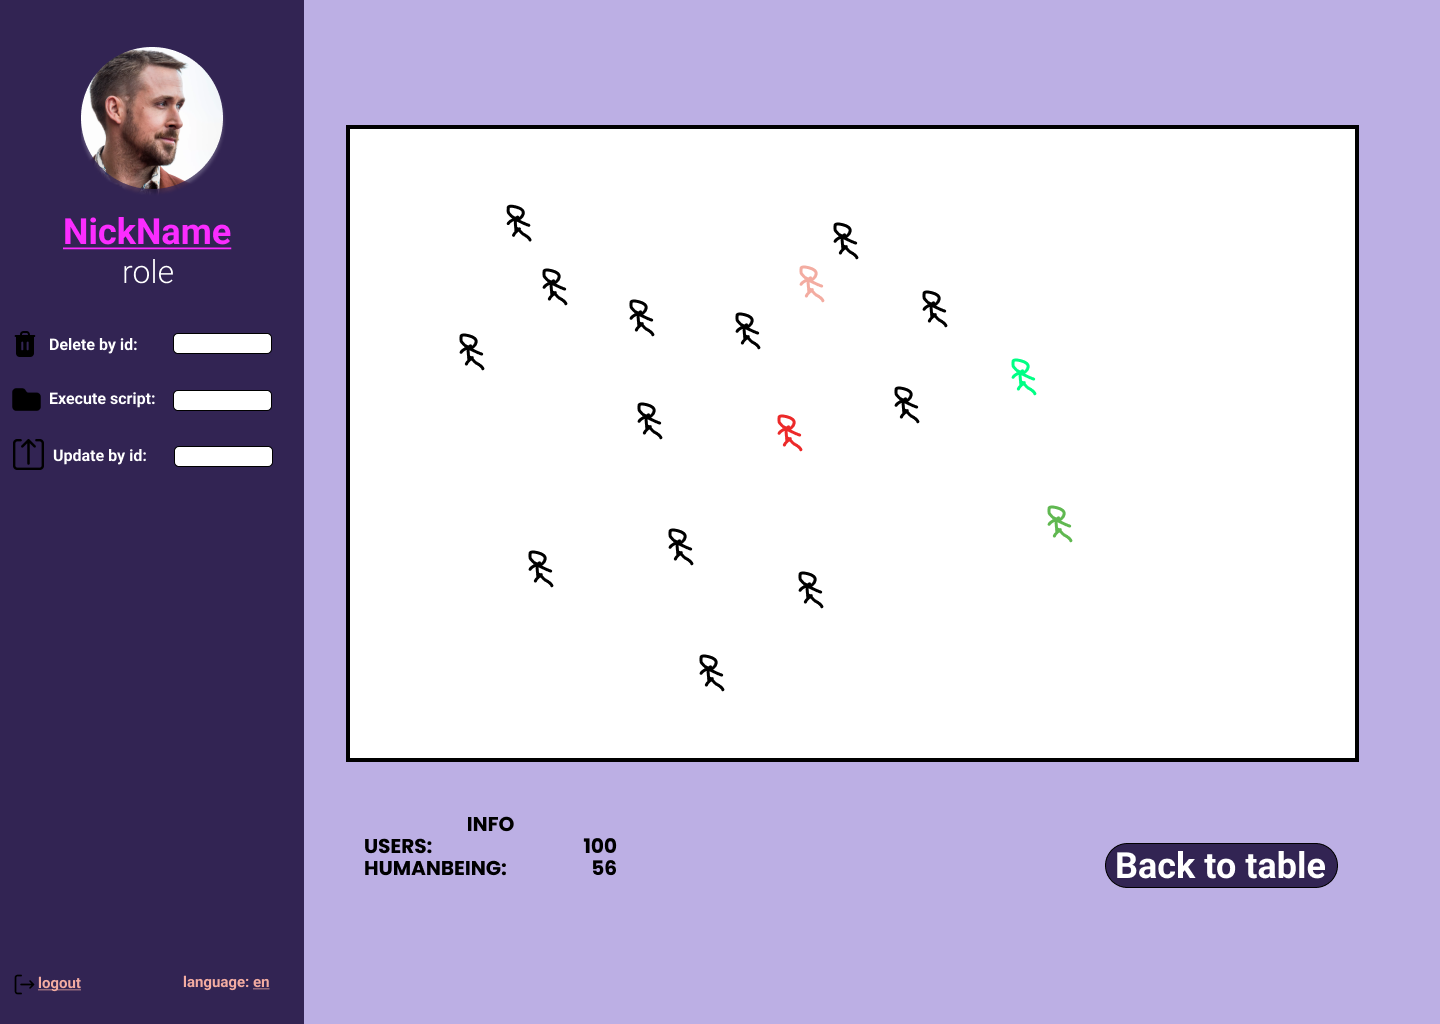 NickName
role
Delete by id:
Execute script:
Update by id:
INFO
USERS: 100
HUMANBEING: 56
Back to table
logout
language: en